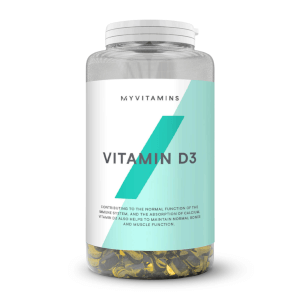 MYVITAMINS
VITAMIN D3
CONTRIBUTING TO THE NORMAL FUNCTION OF THE
IMMUNE SYSTEM, AND THE ABSORPTION OF CALCIUM.
VITAMIN D ALSO HELPS TO MAINTAIN NORMAL BONES
AND MUSCLE FUNCTION.